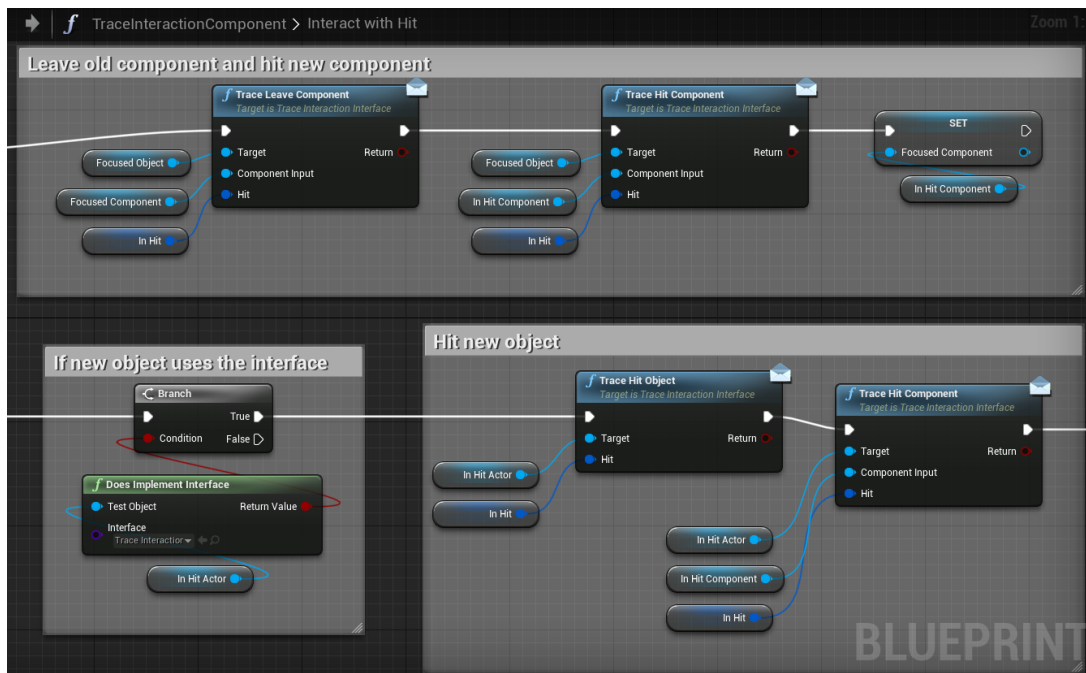 f TraceInteractionComponent > Interact with Hit
Zoom 1:
Leave old component and hit new component
f Trace Leave Component
Target is Trace Interaction Interface
Target
Return
Component Input
Hit
Focused Object
Focused Component
In Hit
f Trace Hit Component
Target is Trace Interaction Interface
Target
Return
Component Input
Hit
Focused Object
In Hit Component
In Hit
SET
Focused Component
In Hit Component
If new object uses the interface
Branch
True
Condition
False
f Does Implement Interface
Test Object
Return Value
Interface
Trace Interaction
In Hit Actor
Hit new object
f Trace Hit Object
Target is Trace Interaction Interface
Target
Return
Hit
In Hit Actor
In Hit
f Trace Hit Component
Target is Trace Interaction Interface
Target
Return
Component Input
Hit
In Hit Actor
In Hit Component
In Hit
BLUEPRINT